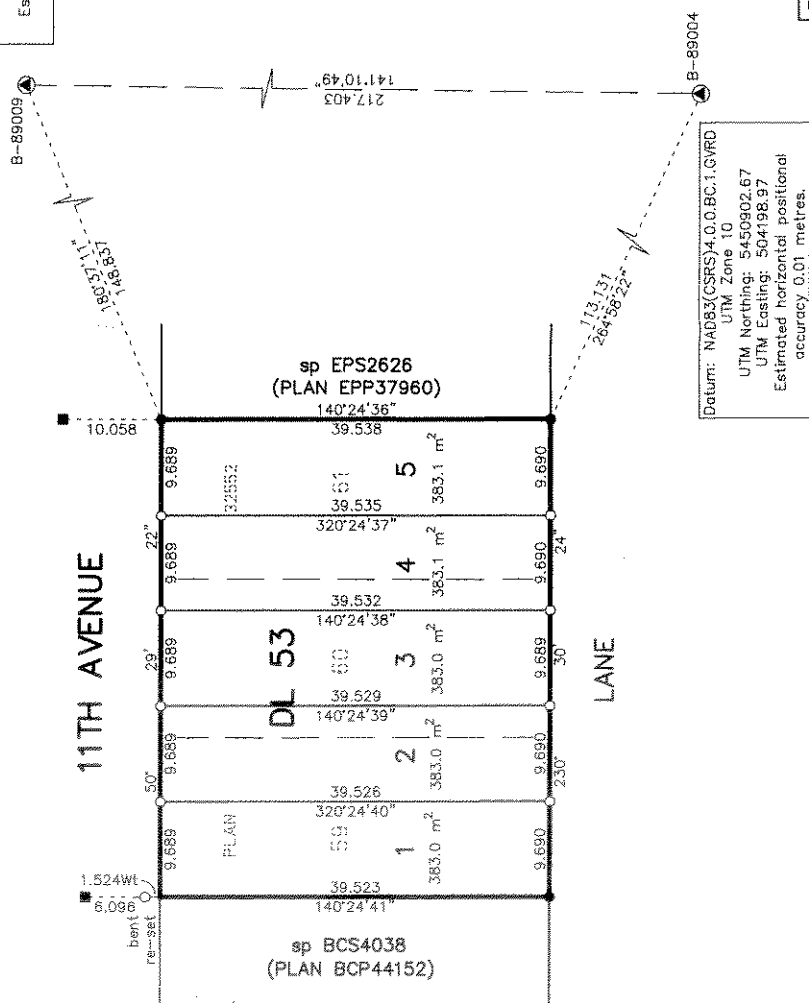 Es
B-89009
217.403
141°10'49"
B-89004
180°37'11"
148.837
113.131
264°58'22"
Datum: NAD83(CSRS)4.0.0.BC.1.GVRD
UTM Zone 10
UTM Northing: 5450902.67
UTM Easting: 504198.97
Estimated horizontal positional
accuracy 0.01 metres.
11TH AVENUE
10.058
sp EPS2626
(PLAN EPP37960)
140°24'36"
39.538
50°
29'
22"
9.689
9.689
9.689
9.689
9.689
PLAN
32552
DL 53
59
60
61
1
383.0 m²
2
383.0 m²
3
383.0 m²
4
383.1 m²
5
383.1 m²
39.535
320°24'37"
39.532
140°24'38"
39.529
140°24'39"
39.526
320°24'40"
39.523
140°24'41"
9.690
9.690
9.689
9.690
9.690
230°
30'
24"
LANE
1.524Wt
6.096
bent
re-set
sp BCS4038
(PLAN BCP44152)